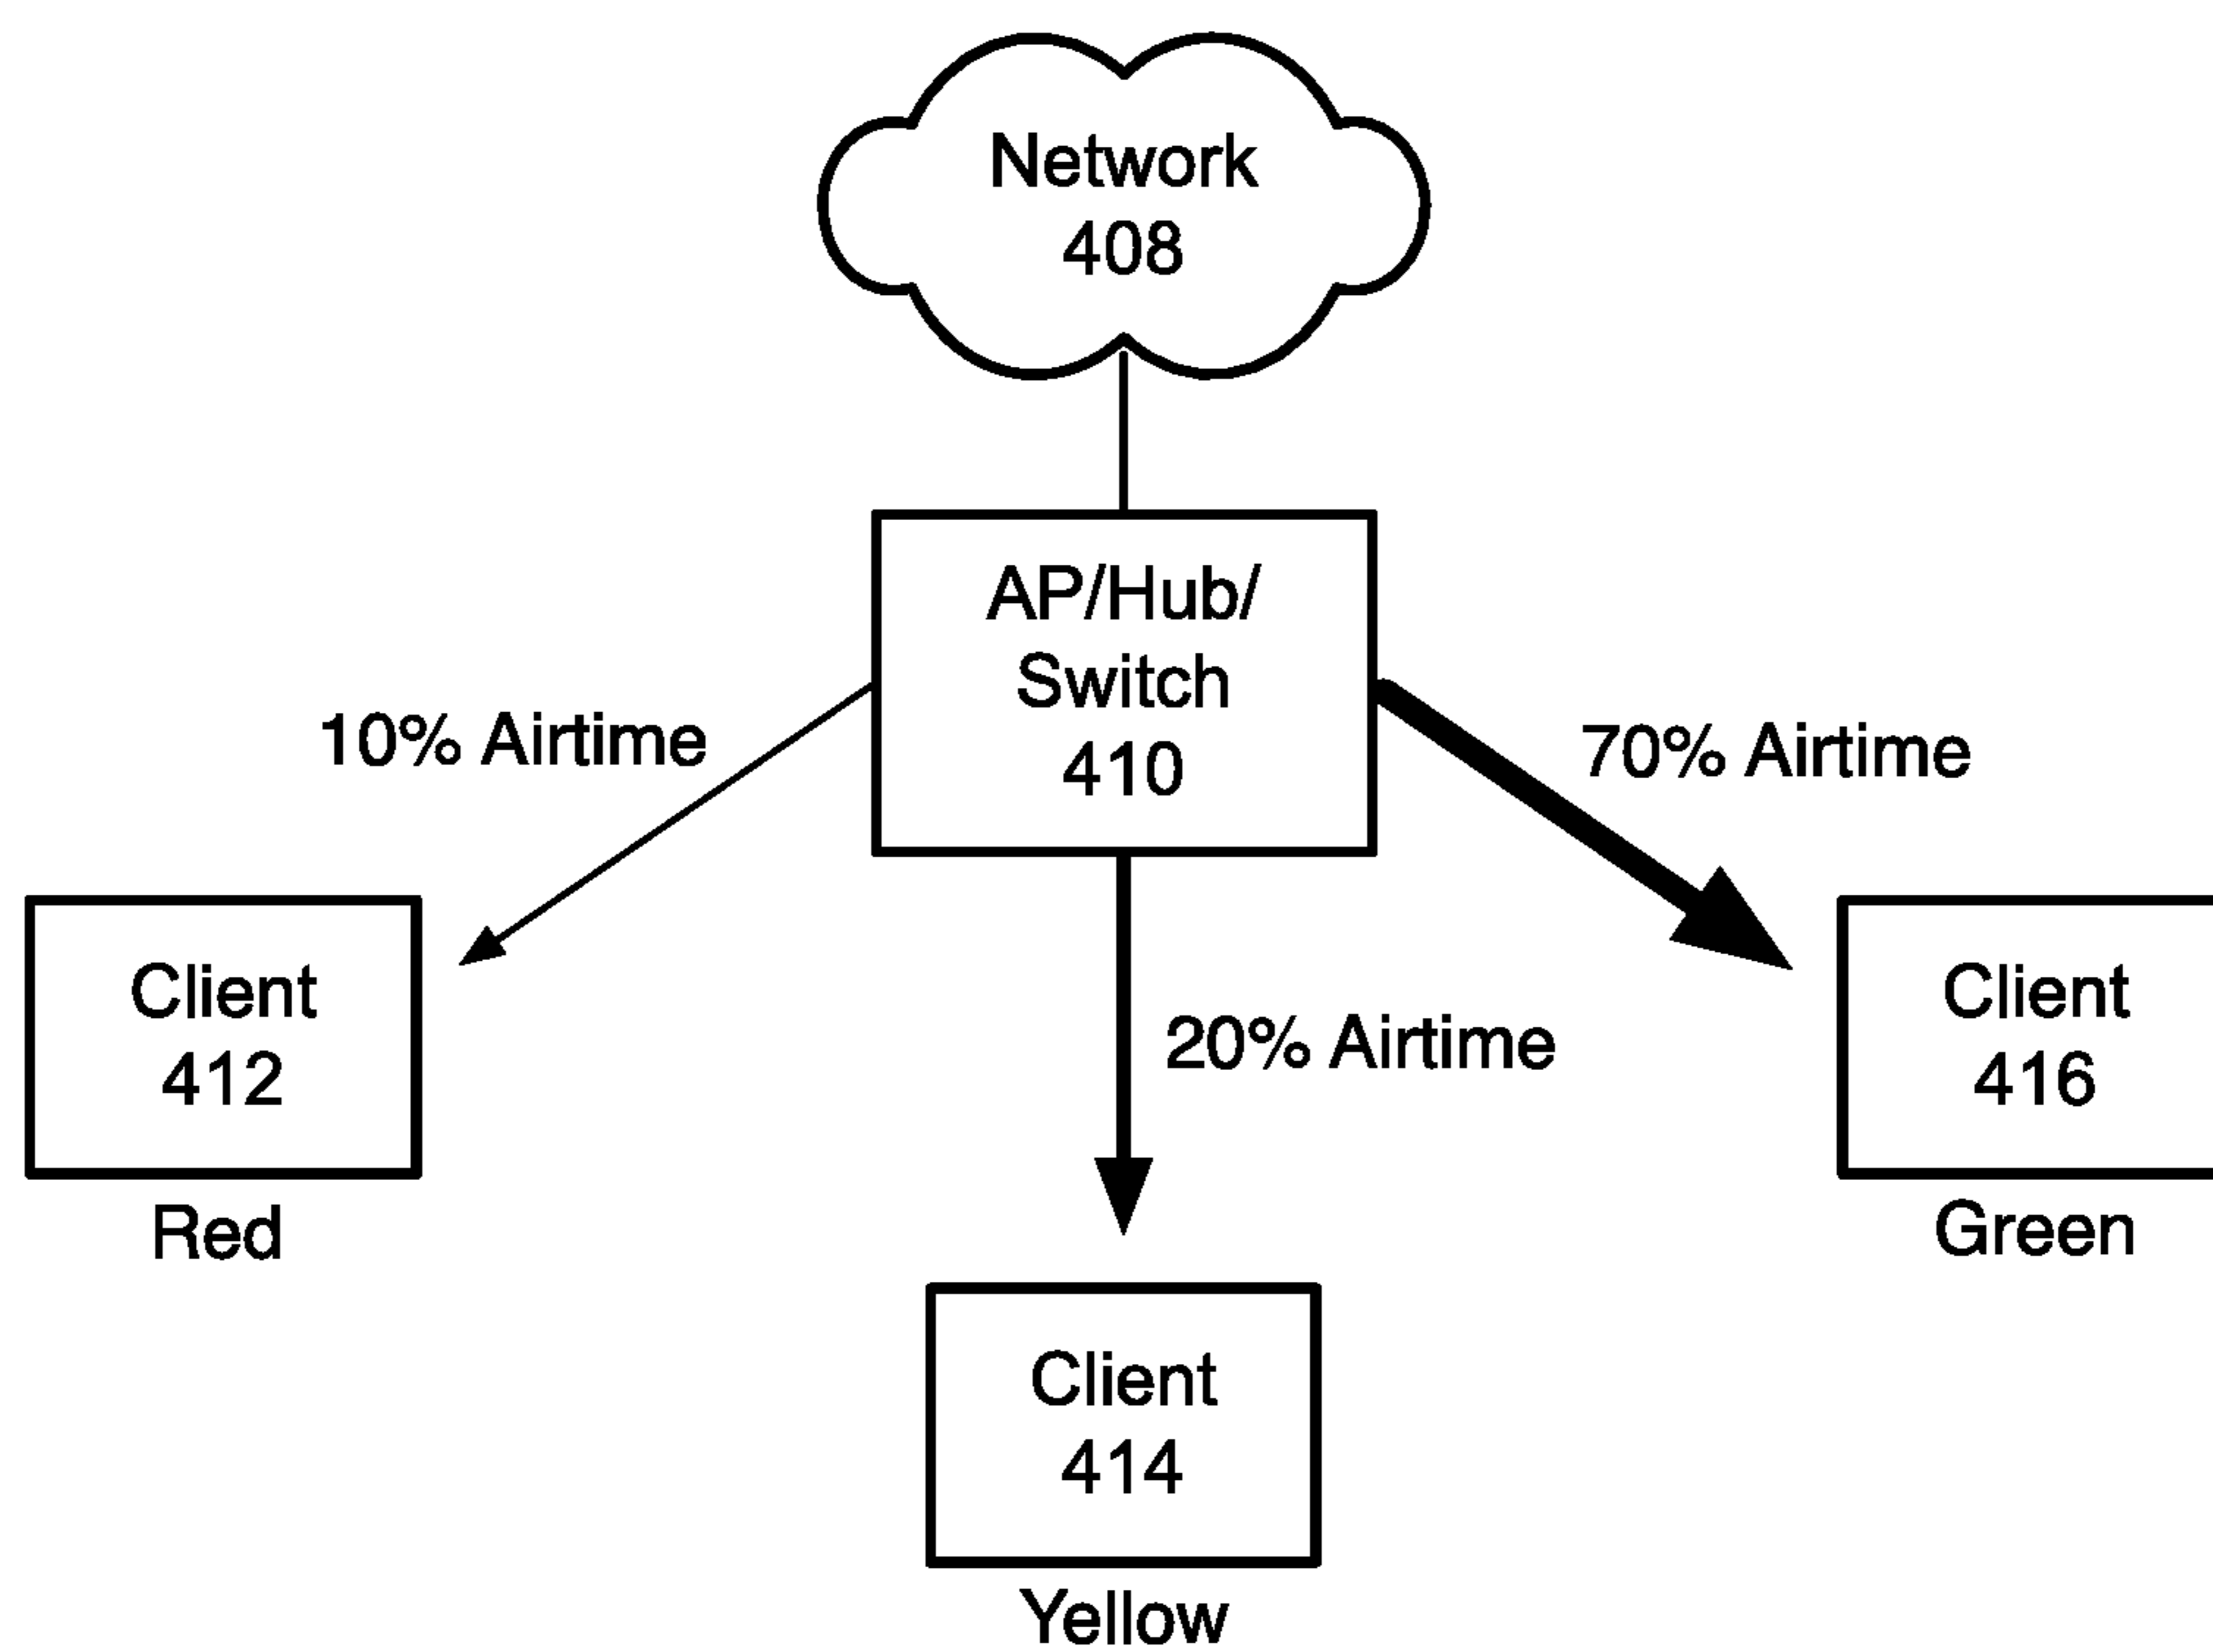 Network
408
AP/Hub/
Switch
410
10% Airtime
70% Airtime
Client
412
Red
20% Airtime
Client
416
Green
Client
414
Yellow